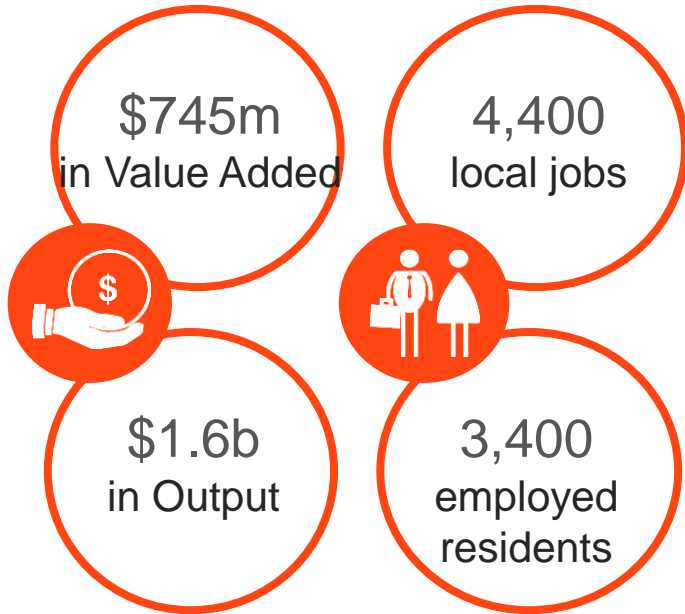 $745m
in Value Added
4,400
local jobs
$
$1.6b
in Output
3,400
employed
residents